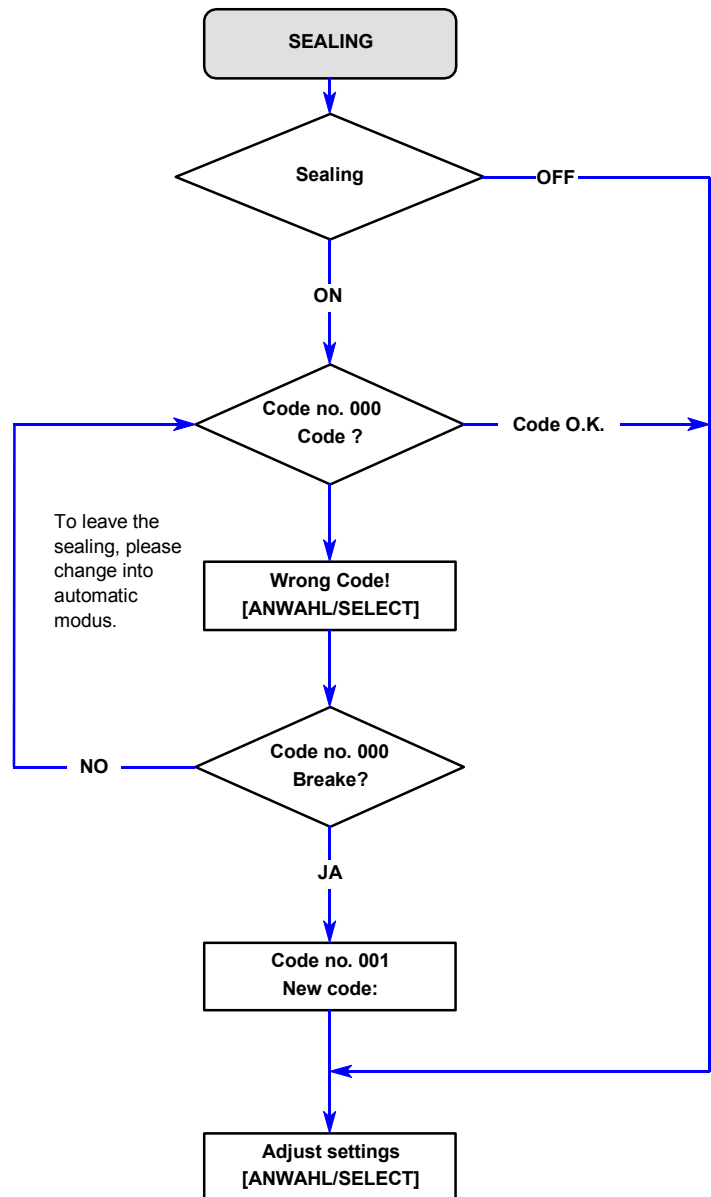 SEALING
Sealing
OFF
ON
Code no. 000
Code ?
Code O.K.
To leave the
sealing, please
change into
automatic
modus.
Wrong Code!
[ANWAHL/SELECT]
Code no. 000
Breake?
NO
JA
Code no. 001
New code:
Adjust settings
[ANWAHL/SELECT]